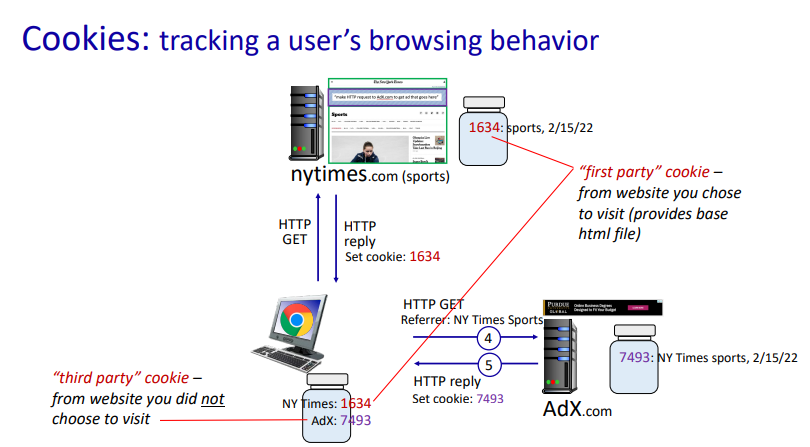 Cookies: tracking a user's browsing behavior
The New York Times
"make HTTP request to AdX.com to get ad that goes here"
Sports
1634: sports, 2/15/22
nytimes.com (sports)
"first party" cookie –
from website you chose
to visit (provides base
html file)
HTTP
GET
HTTP
reply
Set cookie: 1634
HTTP GET
Referrer: NY Times Sports
4
5
HTTP reply
Set cookie: 7493
PURDUE
GLOBAL
Online Business Degrees
Designed to Fit Your Budget
7493: NY Times sports, 2/15/22
AdX.com
"third party" cookie –
from website you did not
choose to visit
NY Times: 1634
AdX: 7493